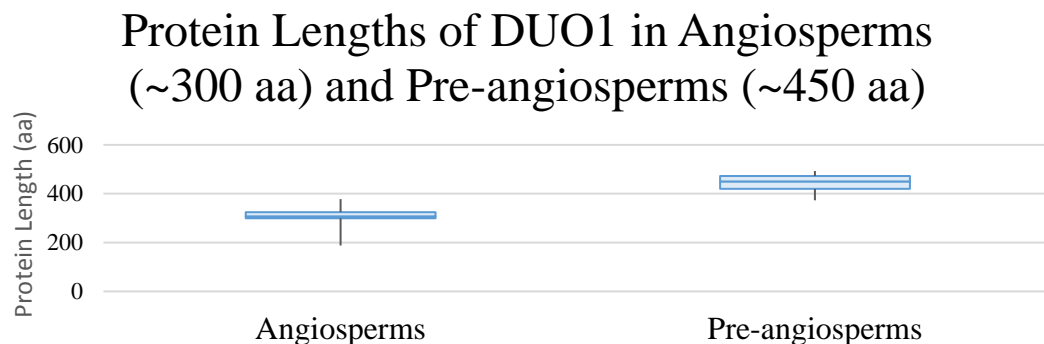 Protein Lengths of DUO1 in Angiosperms
(~300 aa) and Pre-angiosperms (~450 aa)
Protein Length (aa)
600
400
200
0
Angiosperms Pre-angiosperms